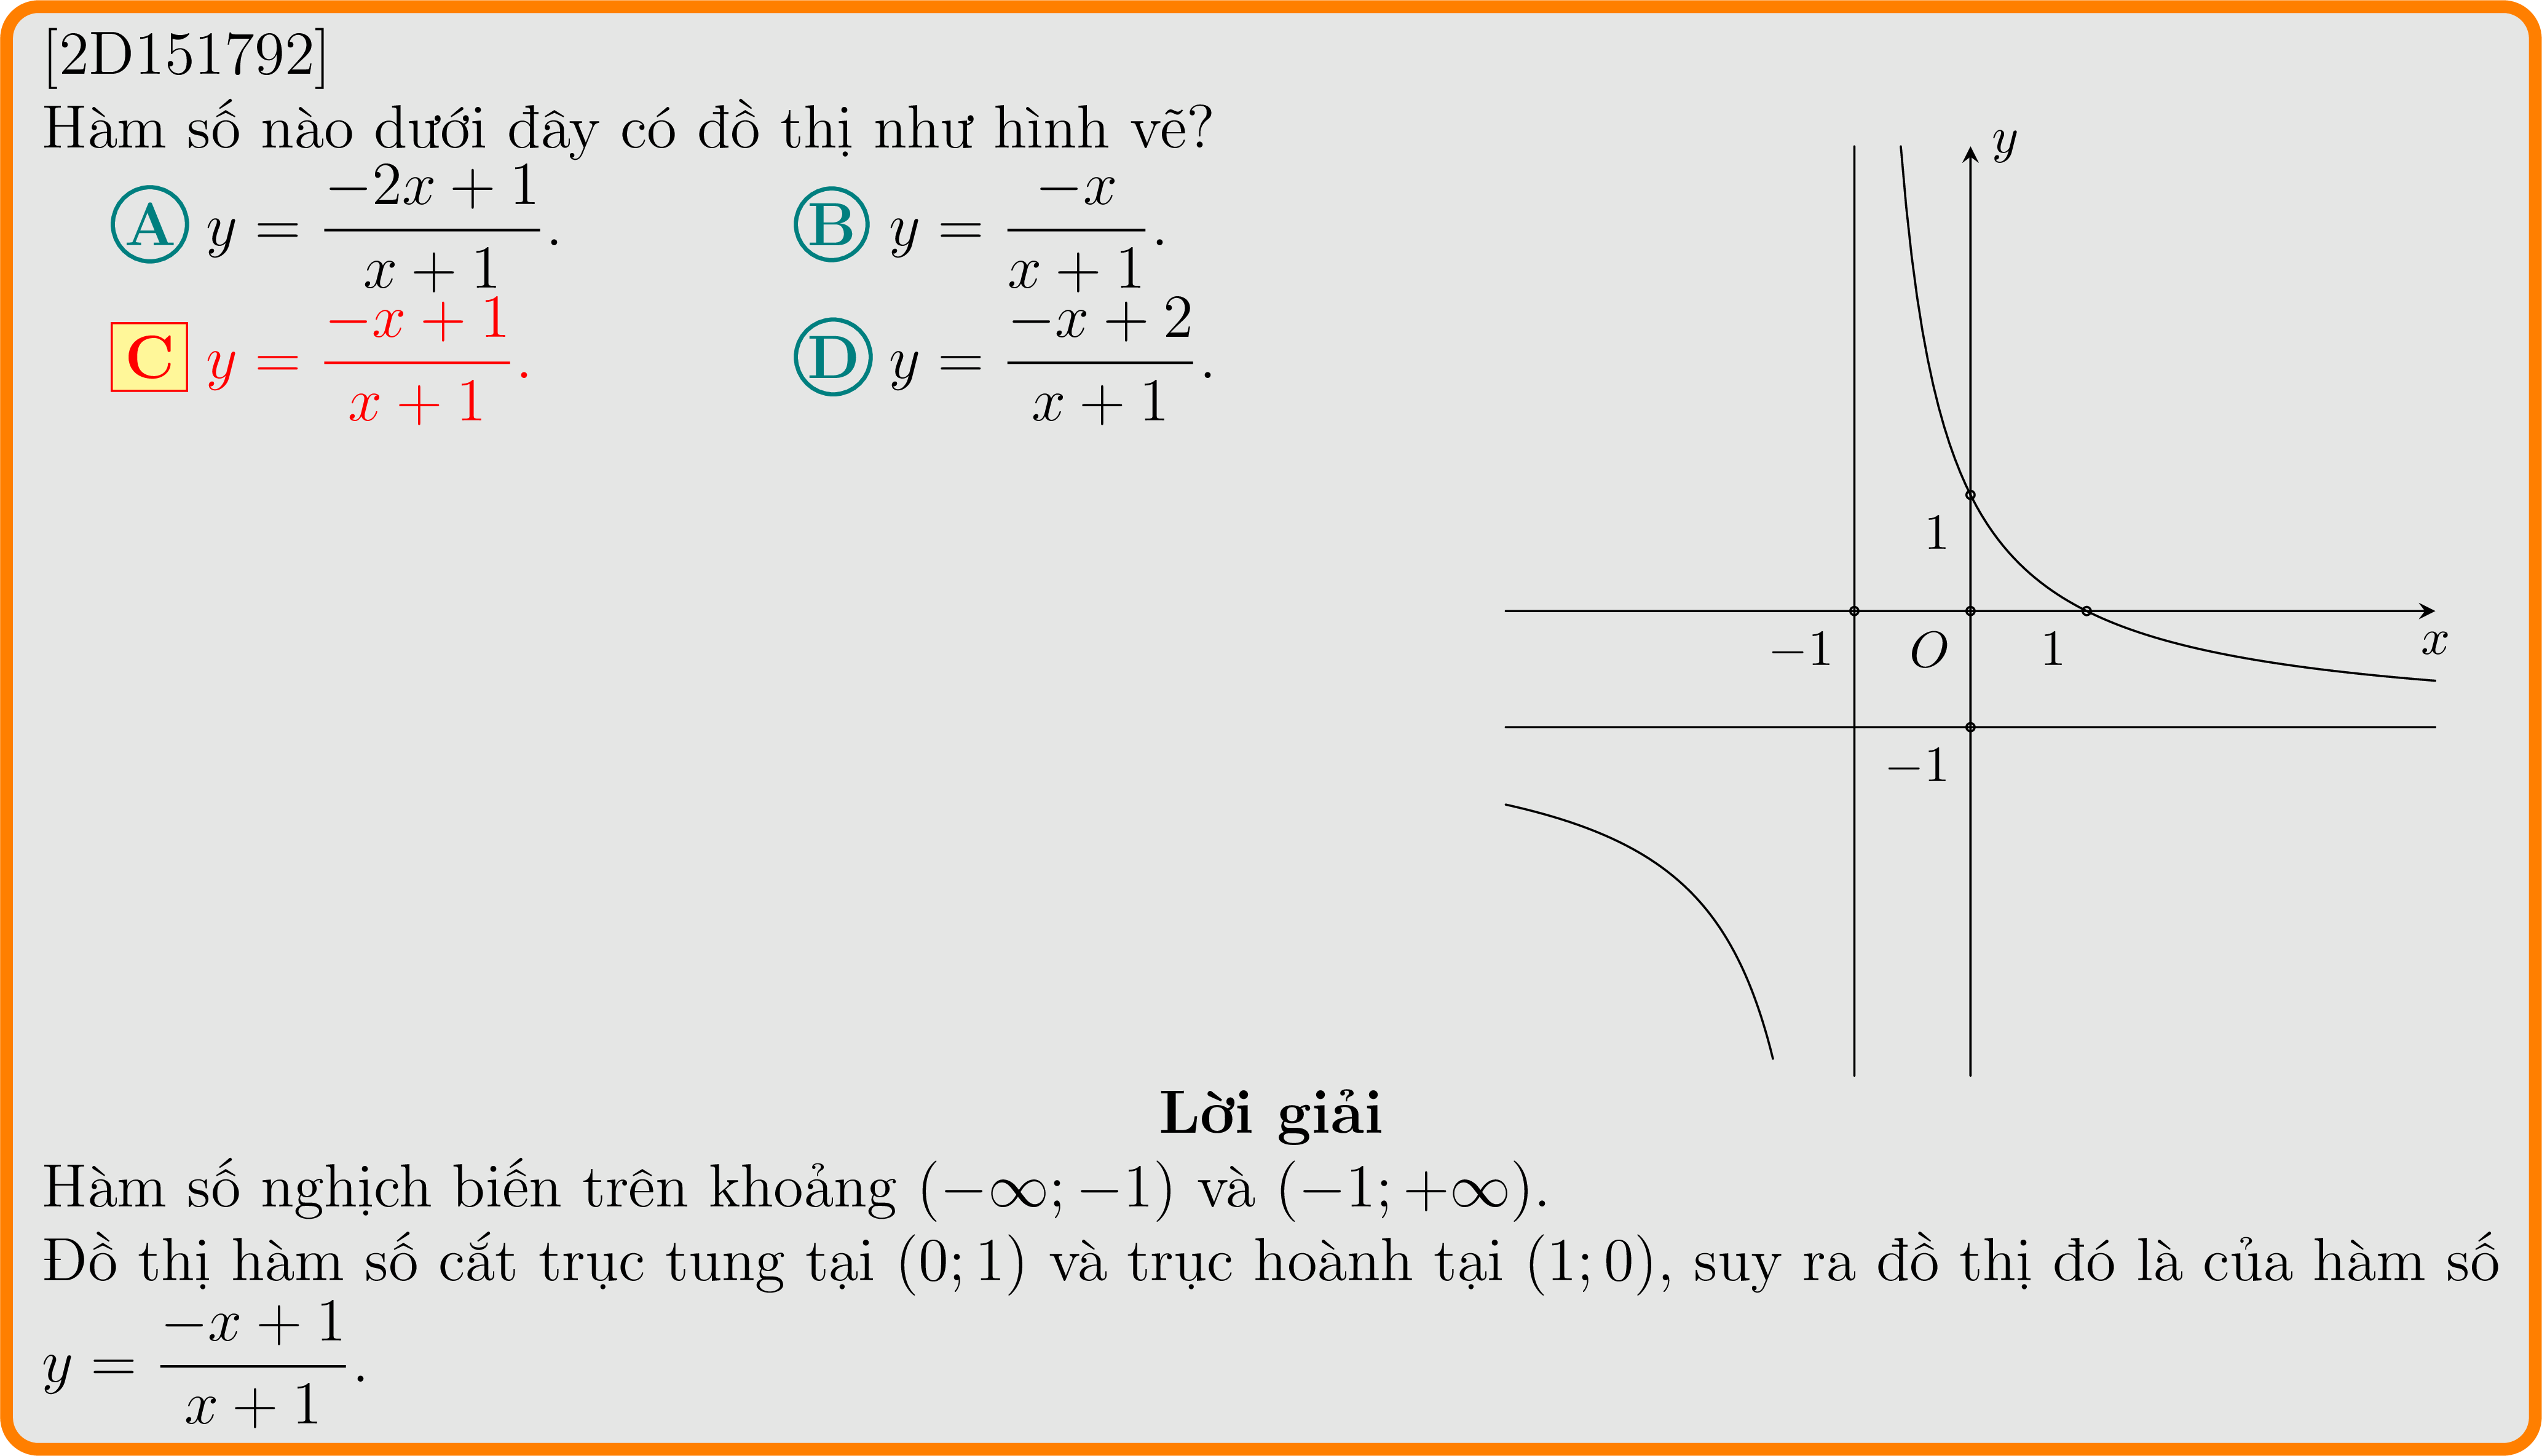 [2D151792]
Hàm số nào dưới đây có đồ thị như hình vẽ?
A y = \frac{-2x + 1}{x + 1}. B y = \frac{-x}{x + 1}.
C y = \frac{-x + 1}{x + 1}. D y = \frac{-x + 2}{x + 1}.
y
1
−1 O 1 x
−1
Lời giải
Hàm số nghịch biến trên khoảng (−∞; −1) và (−1; +∞).
Đồ thị hàm số cắt trục tung tại (0; 1) và trục hoành tại (1; 0), suy ra đồ thị đó là của hàm số
y = \frac{-x + 1}{x + 1}.